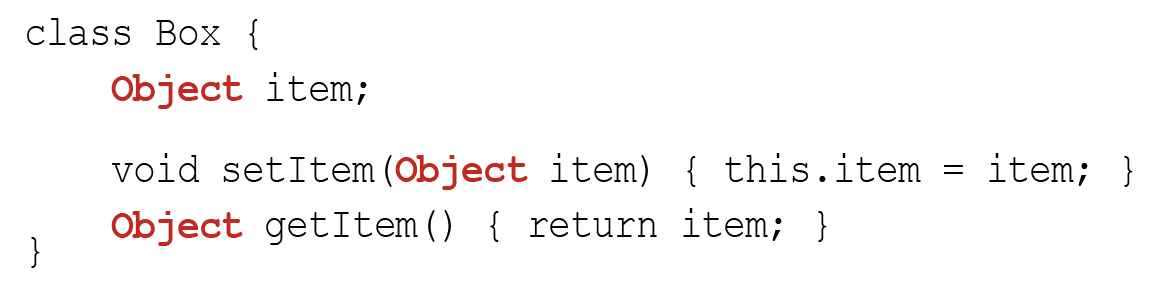 class Box {
Object item;
void setItem(Object item) { this.item = item; }
Object getItem() { return item; }
}